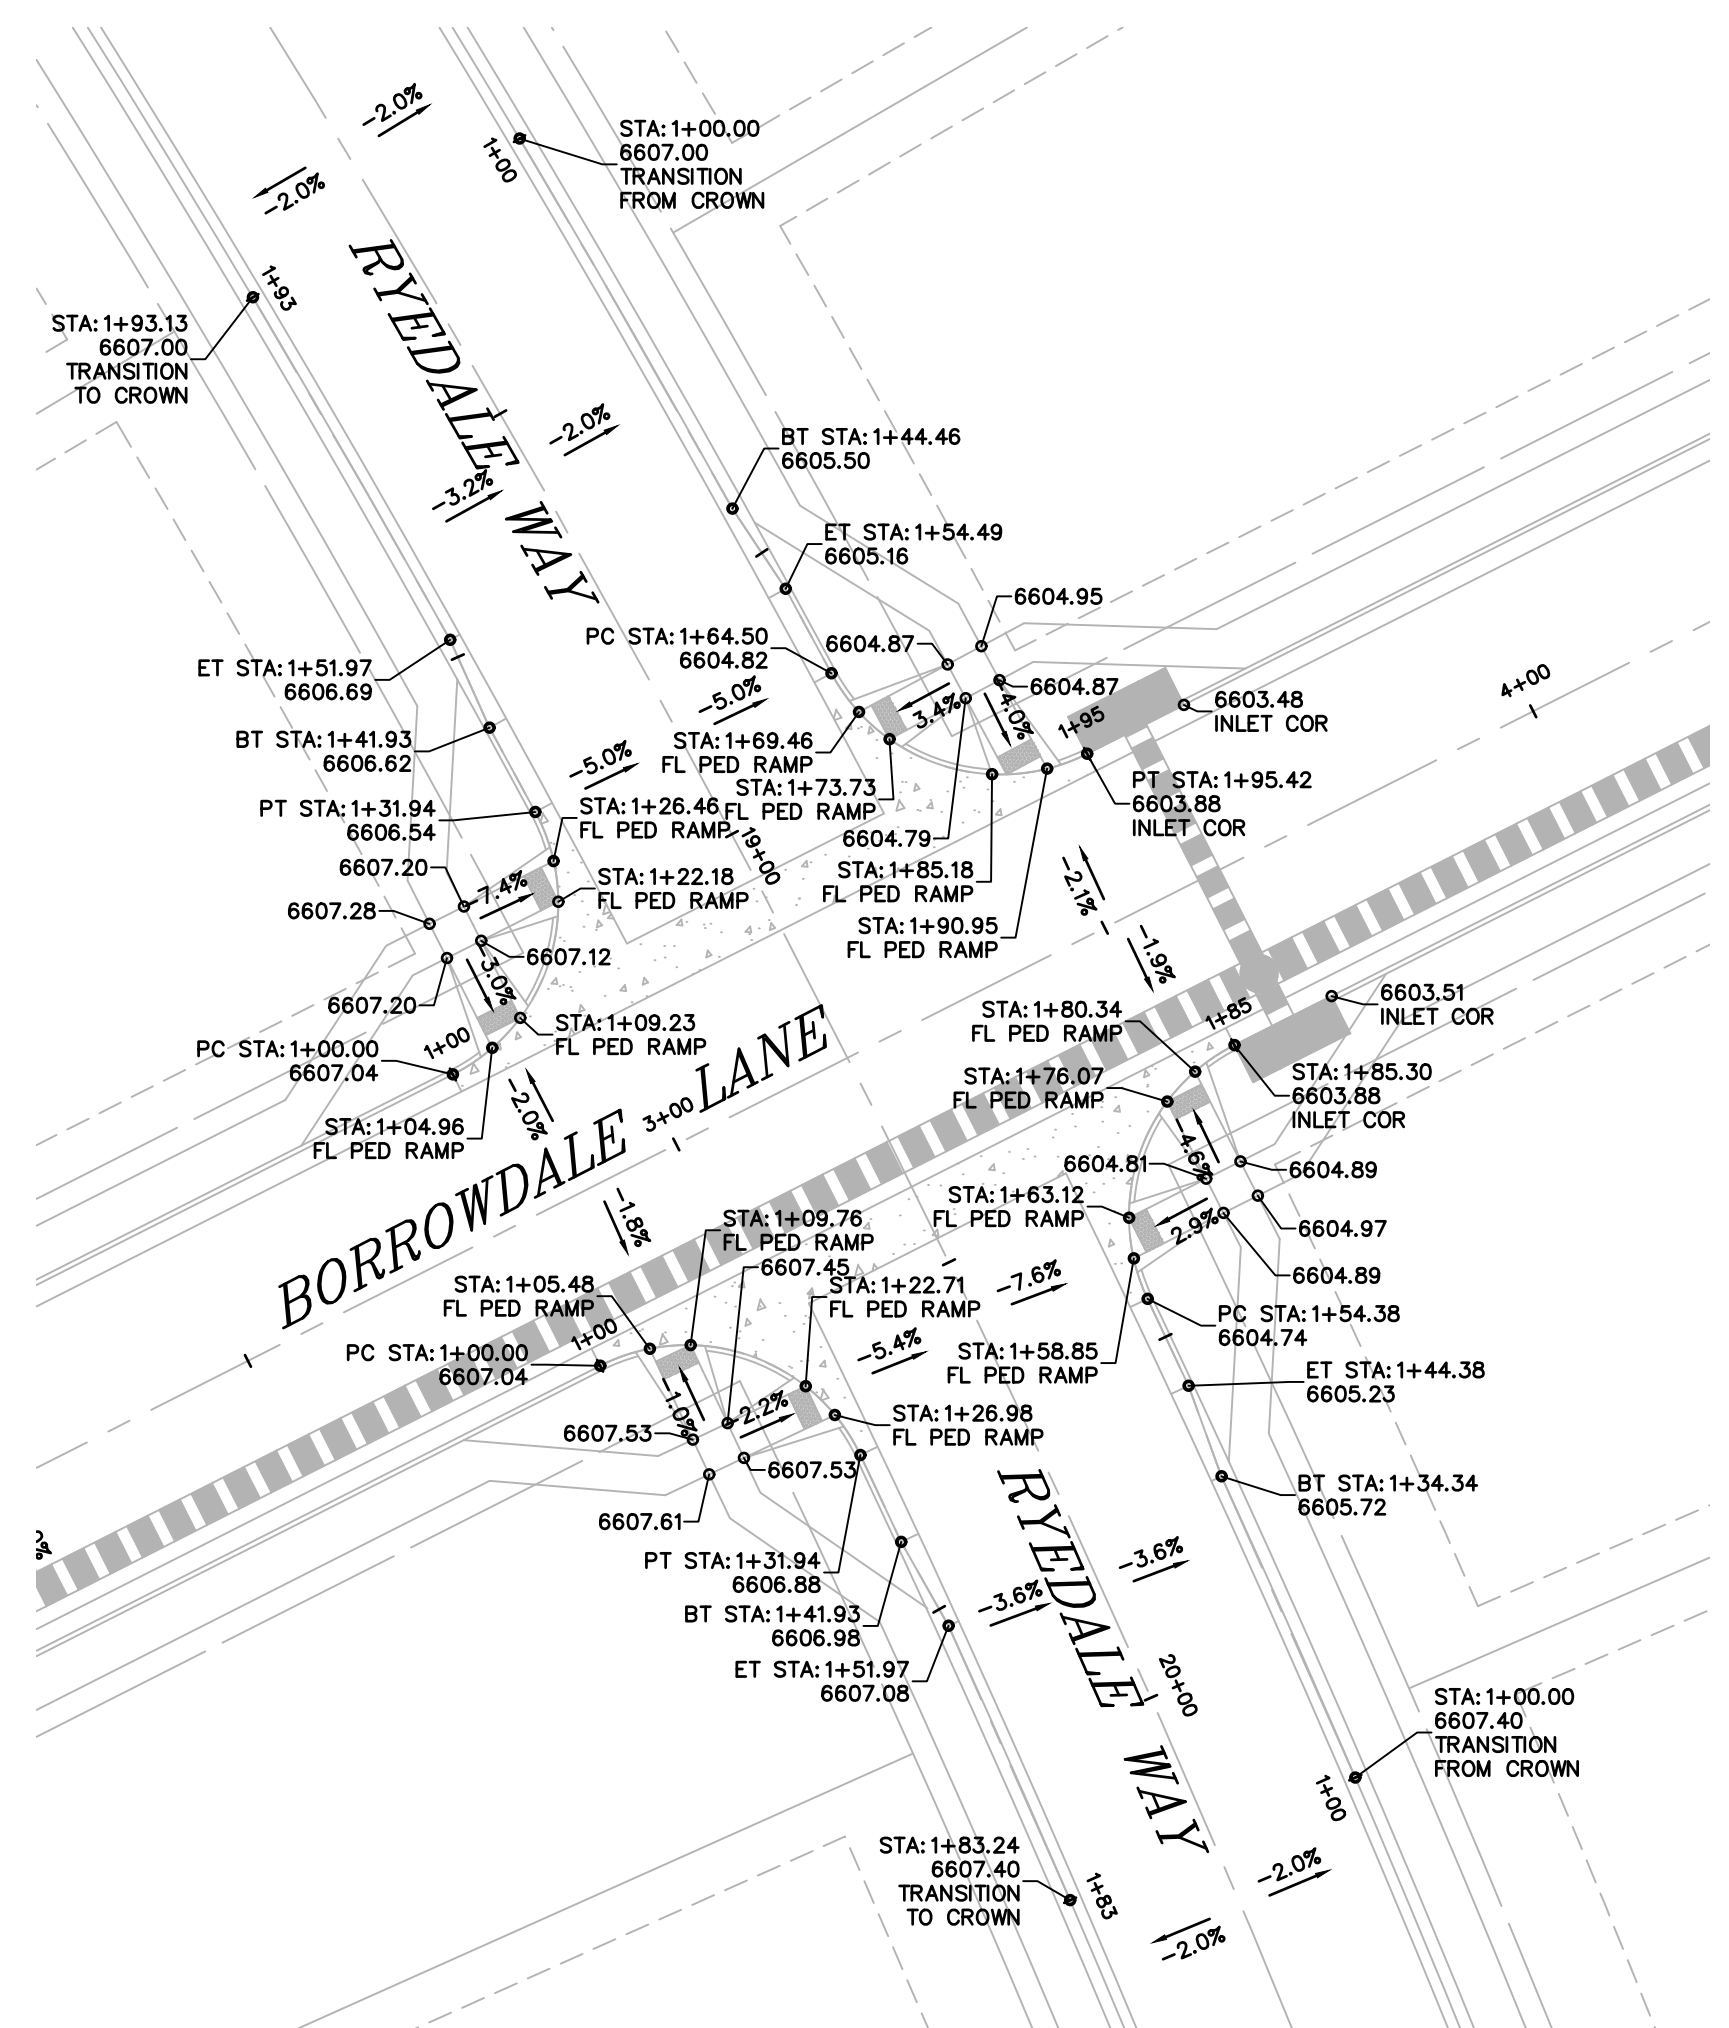 -2.0%
-2.0%
STA:1+00.00
6607.00
TRANSITION
FROM CROWN
1+00
1+93
STA:1+93.13
6607.00
TRANSITION
TO CROWN
RYEDALE WAY
-2.0%
-3.2%
BT STA:1+44.46
6605.50
ET STA:1+54.49
6605.16
6604.95
PC STA:1+64.50
6604.82
6604.87
6604.87
ET STA:1+51.97
6606.69
-5.0%
3.4%
-4.0%
1+95
6603.48
INLET COR
4+00
BT STA:1+41.93
6606.62
-5.0%
STA:1+69.46
FL PED RAMP
STA:1+73.73
FL PED RAMP
PT STA:1+95.42
6603.88
INLET COR
PT STA:1+31.94
6606.54
STA:1+26.46
FL PED RAMP
6604.79
19+00
6607.20
-7.4%
STA:1+22.18
FL PED RAMP
STA:1+85.18
FL PED RAMP
-2.1%
6607.28
STA:1+90.95
FL PED RAMP
-1.9%
6607.12
-3.0%
6607.20
STA:1+09.23
FL PED RAMP
1+00
PC STA:1+00.00
6607.04
STA:1+80.34
FL PED RAMP
1+85
6603.51
INLET COR
STA:1+76.07
FL PED RAMP
STA:1+85.30
6603.88
INLET COR
-2.0%
STA:1+04.96
FL PED RAMP
3+00
BORROWDALE LANE
-4.6%
6604.81
6604.89
STA:1+63.12
FL PED RAMP
2.9%
6604.97
6604.89
-1.8%
STA:1+09.76
FL PED RAMP
6607.45
STA:1+05.48
FL PED RAMP
STA:1+22.71
FL PED RAMP
-7.6%
PC STA:1+54.38
6604.74
1+00
PC STA:1+00.00
6607.04
-5.4%
STA:1+58.85
FL PED RAMP
ET STA:1+44.38
6605.23
-1.0%
-2.2%
6607.53
STA:1+26.98
FL PED RAMP
6607.53
6607.61
BT STA:1+34.34
6605.72
%
PT STA:1+31.94
6606.88
-3.6%
-3.6%
BT STA:1+41.93
6606.98
ET STA:1+51.97
6607.08
RYEDALE WAY
20+00
STA:1+00.00
6607.40
TRANSITION
FROM CROWN
1+00
STA:1+83.24
6607.40
TRANSITION
TO CROWN
1+83
-2.0%
-2.0%